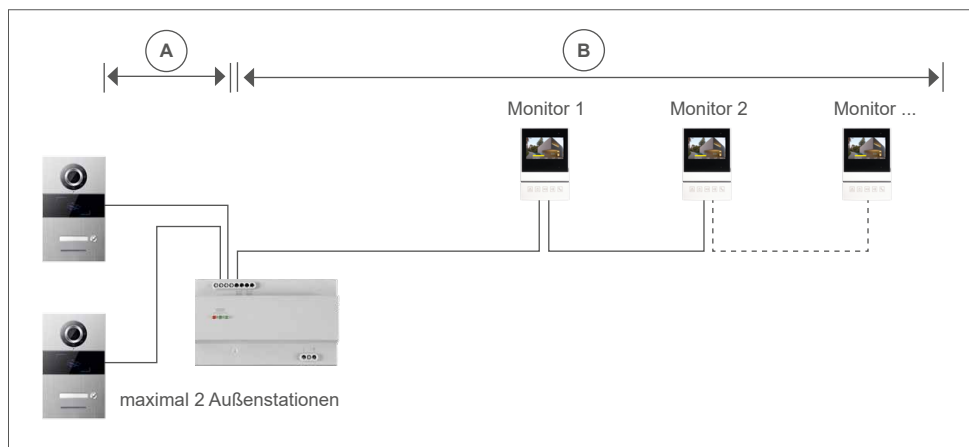 A
B
Monitor 1
Monitor 2
Monitor ...
maximal 2 Außenstationen